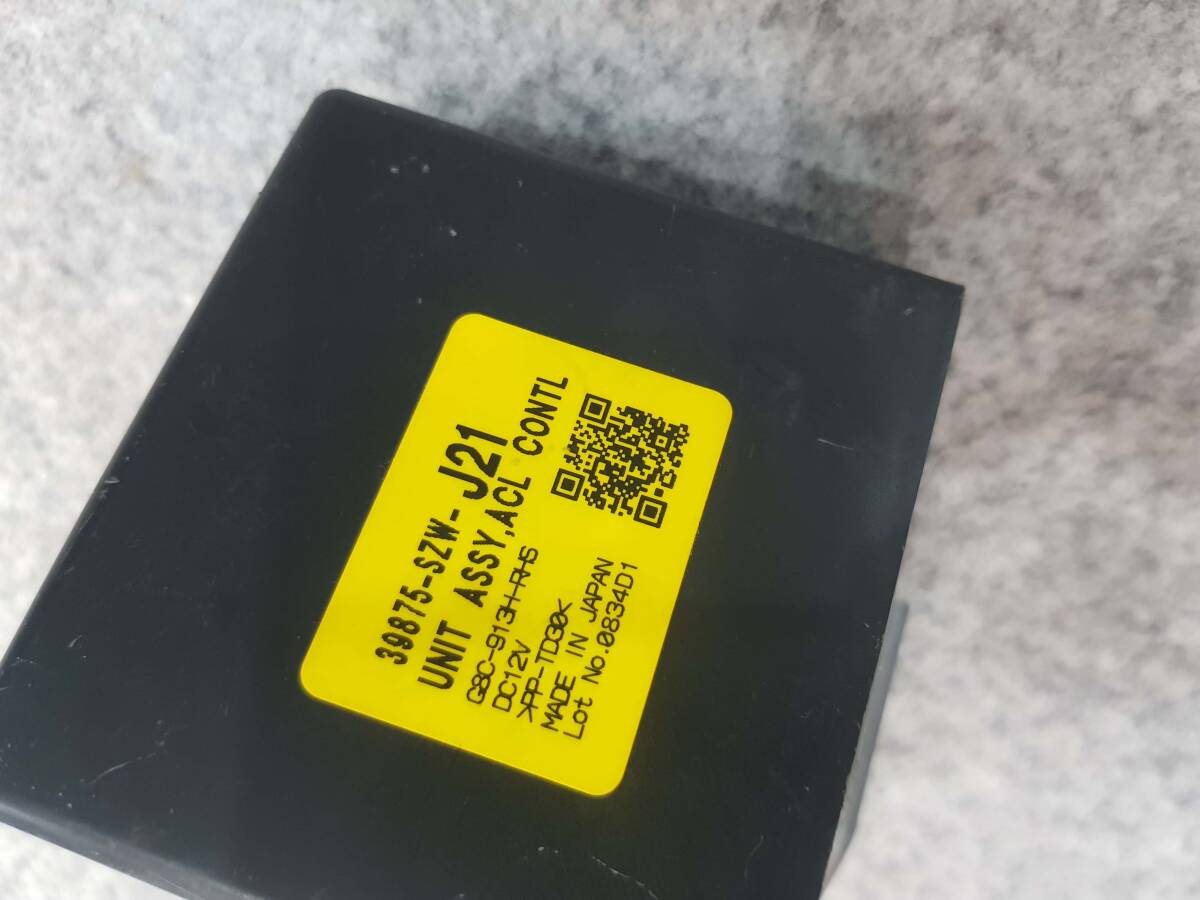 39875-SZW-J21
UNIT ASSY,ACL CONTL
G8C-913H-RHS
DC12V
>PP-TD30<
MADE IN JAPAN
Lot No.0834D1